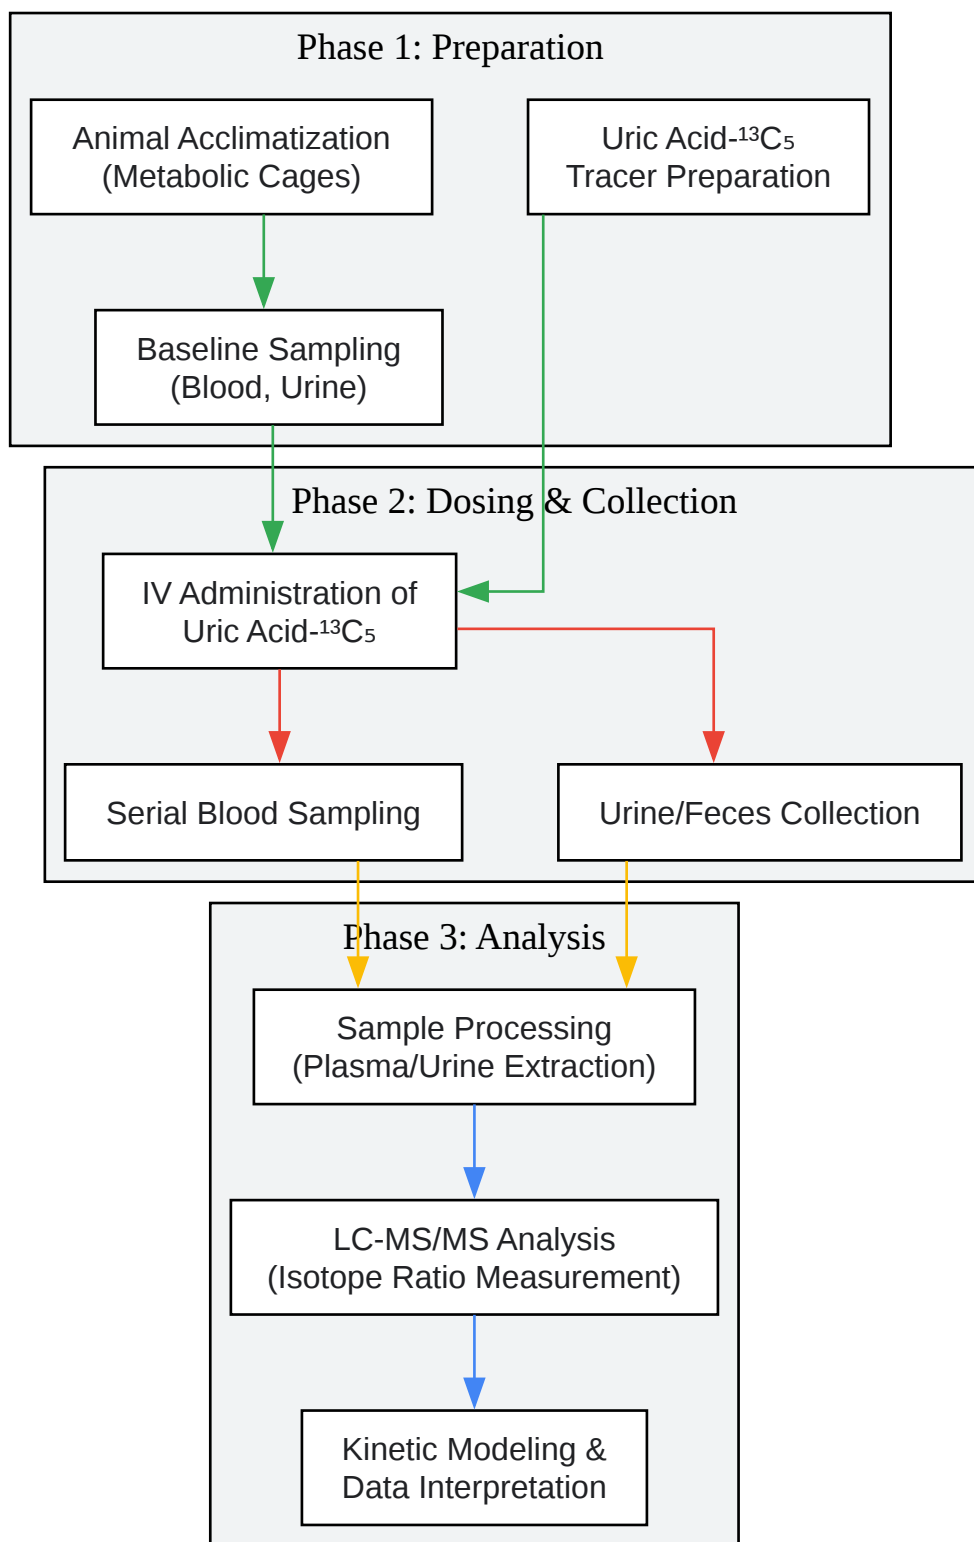 Phase 1: Preparation
Animal Acclimatization
(Metabolic Cages)
Uric Acid-¹³C₅
Tracer Preparation
Baseline Sampling
(Blood, Urine)
Phase 2: Dosing & Collection
IV Administration of
Uric Acid-¹³C₅
Serial Blood Sampling
Urine/Feces Collection
Phase 3: Analysis
Sample Processing
(Plasma/Urine Extraction)
LC-MS/MS Analysis
(Isotope Ratio Measurement)
Kinetic Modeling &
Data Interpretation